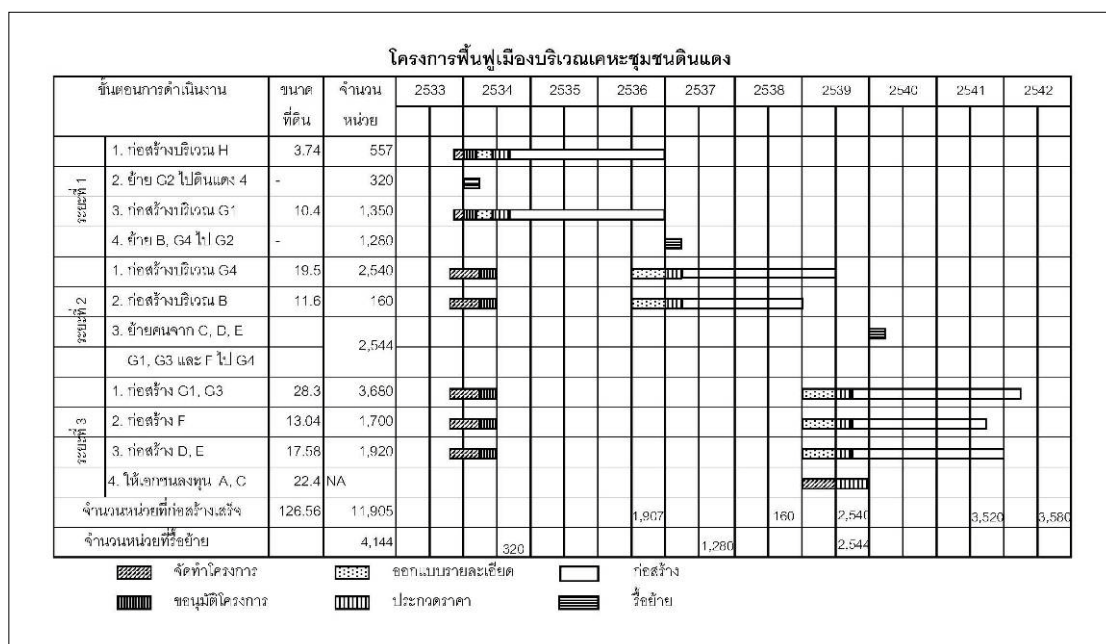 โครงการฟื้นฟูเมืองบริเวณเคหะชุมชนดินแดง
ขั้นตอนการดำเนินงาน ขนาด จำนวน 2533 2534 2535 2536 2537 2538 2539 2540 2541 2542
ที่ดิน หน่วย
ระยะที่ 1
1. ก่อสร้างบริเวณ H 3.74 557
2. ย้าย G2 ไปดินแดง 4 - 320
3. ก่อสร้างบริเวณ G1 10.4 1,350
4. ย้าย B, G4 ไป G2 - 1,280
ระยะที่ 2
1. ก่อสร้างบริเวณ G4 19.5 2,540
2. ก่อสร้างบริเวณ B 11.6 160
3. ย้ายคนจาก C, D, E
2,544
G1, G3 และ F ไป G4
ระยะที่ 3
1. ก่อสร้าง G1, G3 28.3 3,680
2. ก่อสร้าง F 13.04 1,700
3. ก่อสร้าง D, E 17.58 1,920
4. ให้เอกชนลงทุน A, C 22.4 NA
จำนวนหน่วยที่ก่อสร้างเสร็จ 126.56 11,905 1,907 160 2,540 3,520 3,580
จำนวนหน่วยที่รื้อย้าย 4,144 320 1,280 2.544
จัดทำโครงการ ออกแบบรายละเอียด ก่อสร้าง
ขอนุมัติโครงการ ประกวดราคา รื้อย้าย